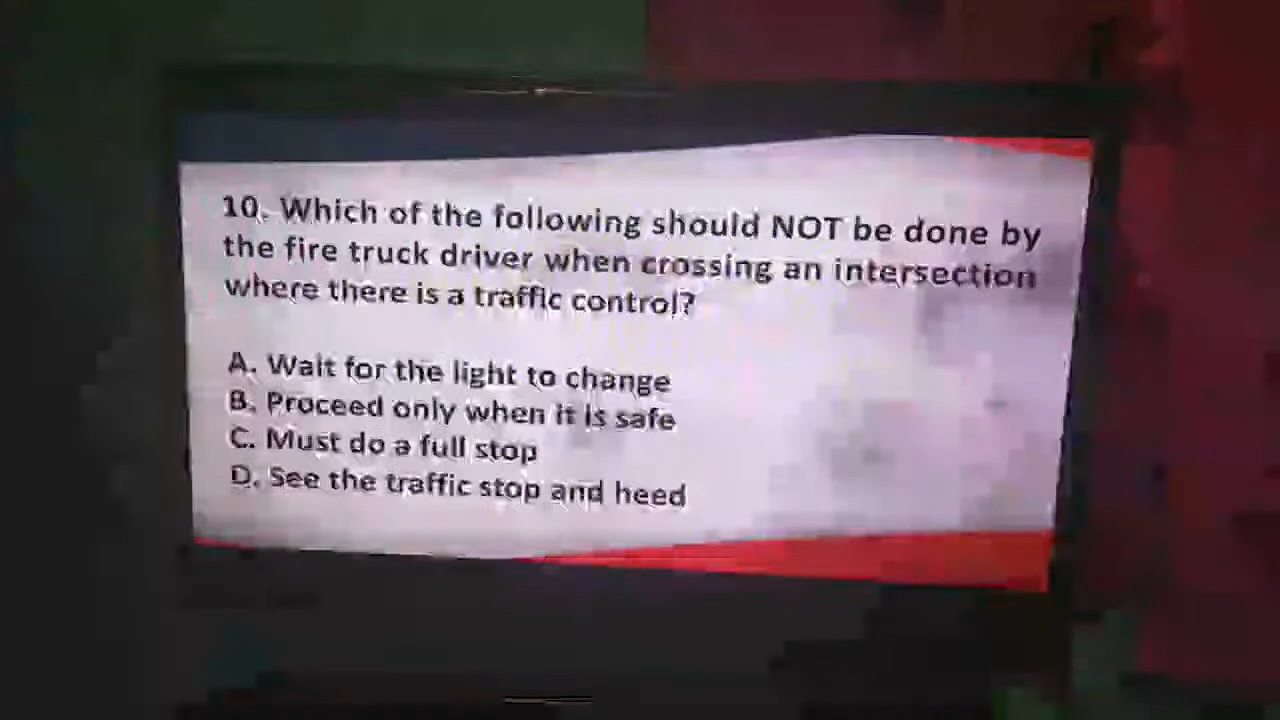 10. Which of the following should NOT be done by
the fire truck driver when crossing an intersection
where there is a traffic control?
A. Wait for the light to change
B. Proceed only when it is safe
C. Must do a full stop
D. See the traffic stop and heed